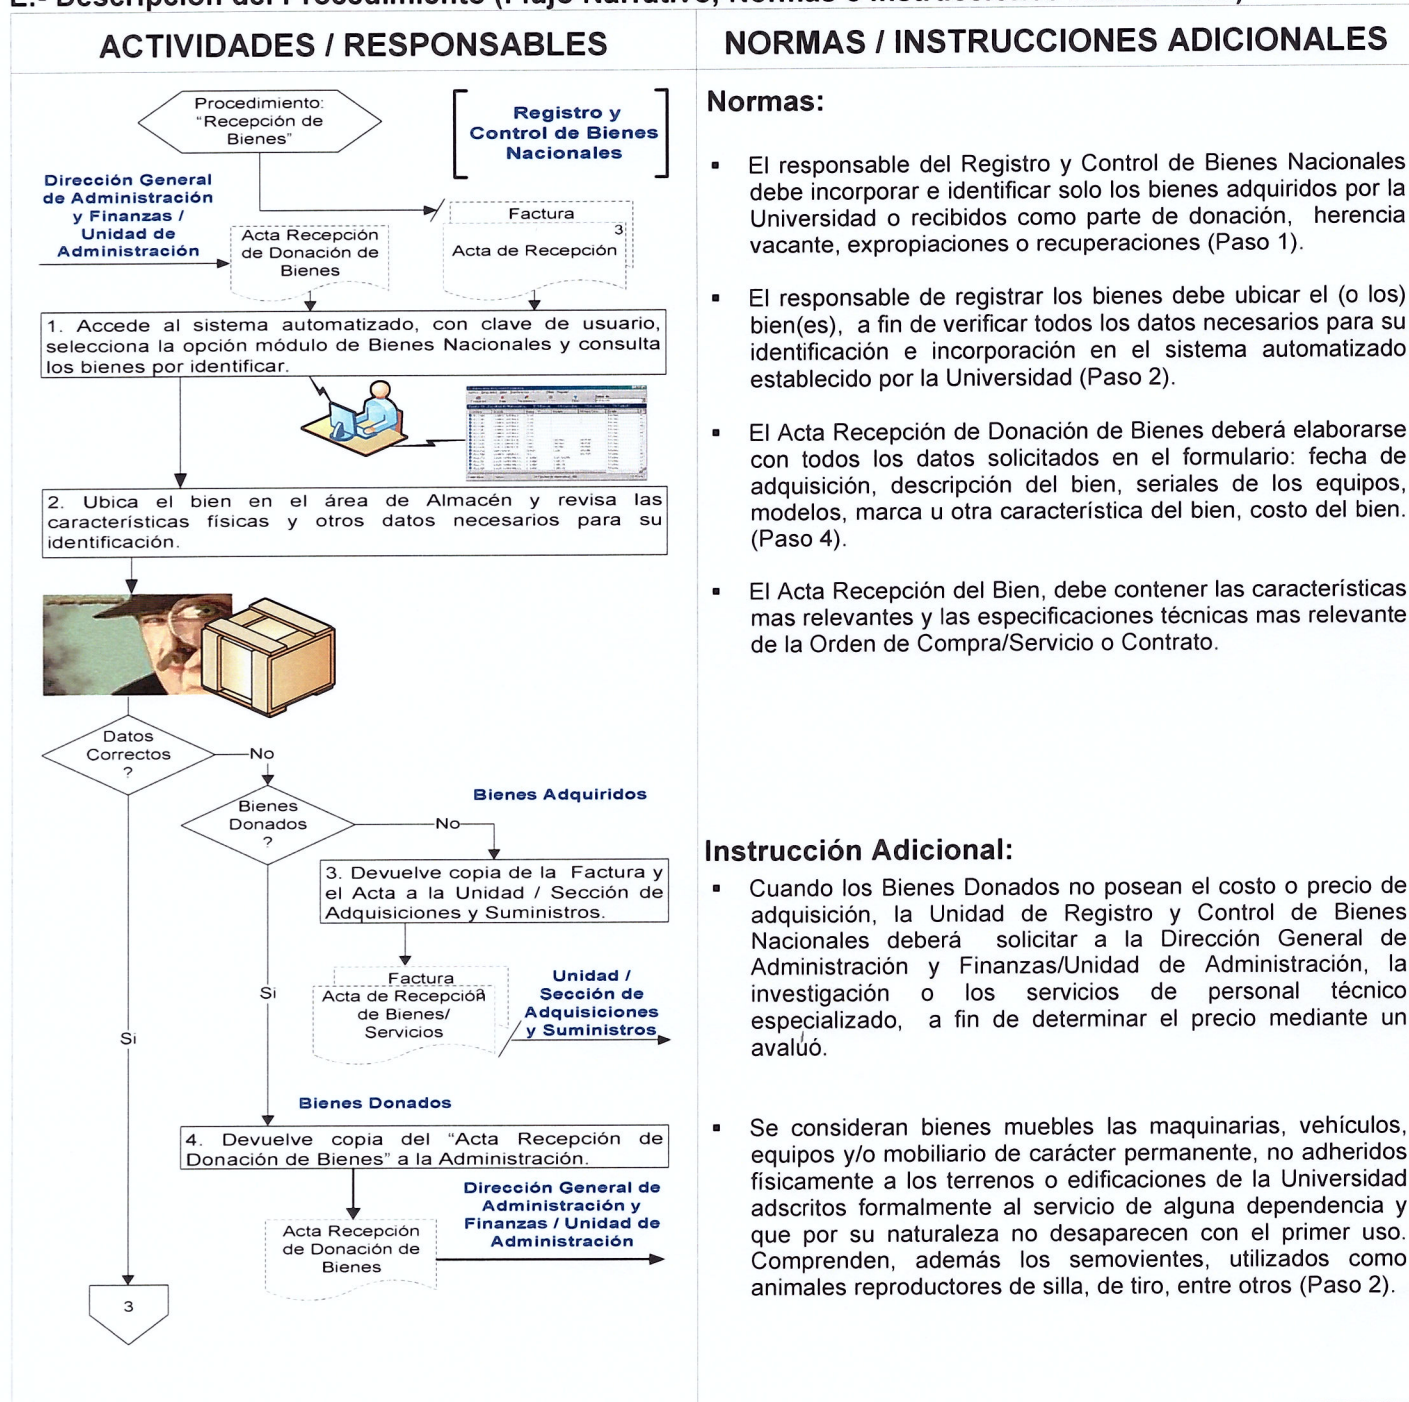 ACTIVIDADES / RESPONSABLES
NORMAS / INSTRUCCIONES ADICIONALES
Procedimiento:
“Recepción de
Bienes”
Registro y
Control de Bienes
Nacionales
Dirección General
de Administración
y Finanzas /
Unidad de
Administración
Acta Recepción
de Donación de
Bienes
Factura
3
Acta de Recepción
1. Accede al sistema automatizado, con clave de usuario,
selecciona la opción módulo de Bienes Nacionales y consulta
los bienes por identificar.
2. Ubica el bien en el área de Almacén y revisa las
características físicas y otros datos necesarios para su
identificación.
Datos
Correctos
?
No
Bienes
Donados
?
No
Bienes Adquiridos
3. Devuelve copia de la Factura y
el Acta a la Unidad / Sección de
Adquisiciones y Suministros.
Si
Si
Factura
Acta de Recepción
de Bienes/
Servicios
Unidad /
Sección de
Adquisiciones
y Suministros
Bienes Donados
4. Devuelve copia del “Acta Recepción de
Donación de Bienes” a la Administración.
Acta Recepción
de Donación de
Bienes
Dirección General de
Administración y
Finanzas / Unidad de
Administración
3
Normas:
▪ El responsable del Registro y Control de Bienes Nacionales
debe incorporar e identificar solo los bienes adquiridos por la
Universidad o recibidos como parte de donación, herencia
vacante, expropiaciones o recuperaciones (Paso 1).
▪ El responsable de registrar los bienes debe ubicar el (o los)
bien(es), a fin de verificar todos los datos necesarios para su
identificación e incorporación en el sistema automatizado
establecido por la Universidad (Paso 2).
▪ El Acta Recepción de Donación de Bienes deberá elaborarse
con todos los datos solicitados en el formulario: fecha de
adquisición, descripción del bien, seriales de los equipos,
modelos, marca u otra característica del bien, costo del bien.
(Paso 4).
▪ El Acta Recepción del Bien, debe contener las características
mas relevantes y las especificaciones técnicas mas relevante
de la Orden de Compra/Servicio o Contrato.
Instrucción Adicional:
▪ Cuando los Bienes Donados no posean el costo o precio de
adquisición, la Unidad de Registro y Control de Bienes
Nacionales deberá solicitar a la Dirección General de
Administración y Finanzas/Unidad de Administración, la
investigación o los servicios de personal técnico
especializado, a fin de determinar el precio mediante un
avalúó.
▪ Se consideran bienes muebles las maquinarias, vehículos,
equipos y/o mobiliario de carácter permanente, no adheridos
físicamente a los terrenos o edificaciones de la Universidad
adscritos formalmente al servicio de alguna dependencia y
que por su naturaleza no desaparecen con el primer uso.
Comprenden, además los semovientes, utilizados como
animales reproductores de silla, de tiro, entre otros (Paso 2).